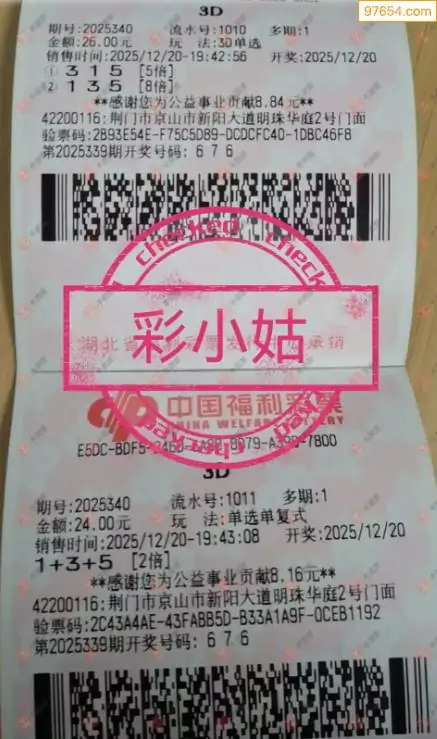 97654.com
3D
期号:2025340 流水号:1010 多期:1
金额:26.00元 玩 法:3D单选
销售时间:2025/12/20-19:42:56 开奖:2025/12/20
① 3 1 5 [5倍]
② 1 3 5 [8倍]
**感谢您为公益事业贡献8.84元**
42200116:荆门市京山市新阳大道明珠华庭2号门面
验票码:2B93E54E-F75C5D89-DCDCFC40-1DBC46F8
第2025339期开奖号码: 6 7 6
checked checked
彩小姑
checked checked
中国福利彩票
CHINA WELFARE LOTTERY
3D
期号:2025340 流水号:1011 多期:1
金额:24.00元 玩 法:单选单复式
销售时间:2025/12/20-19:43:08 开奖:2025/12/20
1+3+5 [2倍]
**感谢您为公益事业贡献8.16元**
42200116:荆门市京山市新阳大道明珠华庭2号门面
验票码:2C43A4AE-43FABB5D-B33A1A9F-0CEB1192
第2025339期开奖号码: 6 7 6